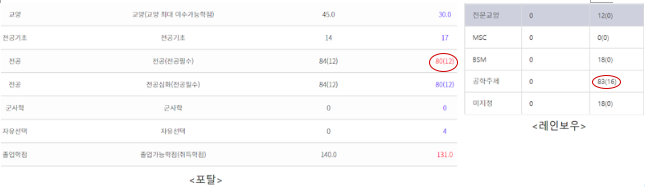 교양 교양(교양 최대 이수가능학점) 45.0 30.0
전공기초 전공기초 14 17
전공 전공(전공필수) 84(12) 80(12)
전공 전공심화(전공필수) 84(12) 80(12)
군사학 군사학 0 0
자유선택 자유선택 0 4
졸업학점 졸업가능학점(취득학점) 140.0 131.0
<포탈>
전문교양 0 12(0)
MSC 0 0(0)
BSM 0 18(0)
공학주제 0 83(16)
미지정 0 18(0)
<레인보우>